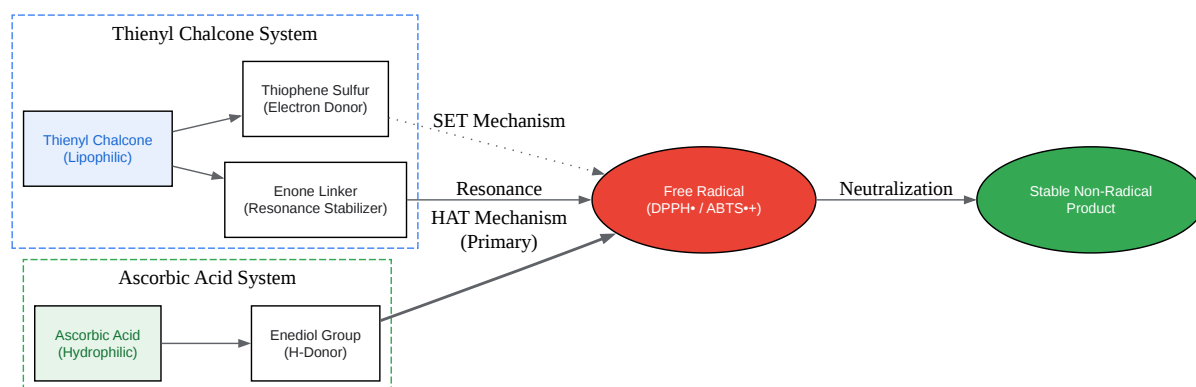 Thienyl Chalcone System
Thienyl Chalcone
(Lipophilic)
Thiophene Sulfur
(Electron Donor)
Enone Linker
(Resonance Stabilizer)
SET Mechanism
Resonance
HAT Mechanism
(Primary)
Free Radical
(DPPH• / ABTS•+)
Neutralization
Stable Non-Radical
Product
Ascorbic Acid System
Ascorbic Acid
(Hydrophilic)
Enediol Group
(H-Donor)